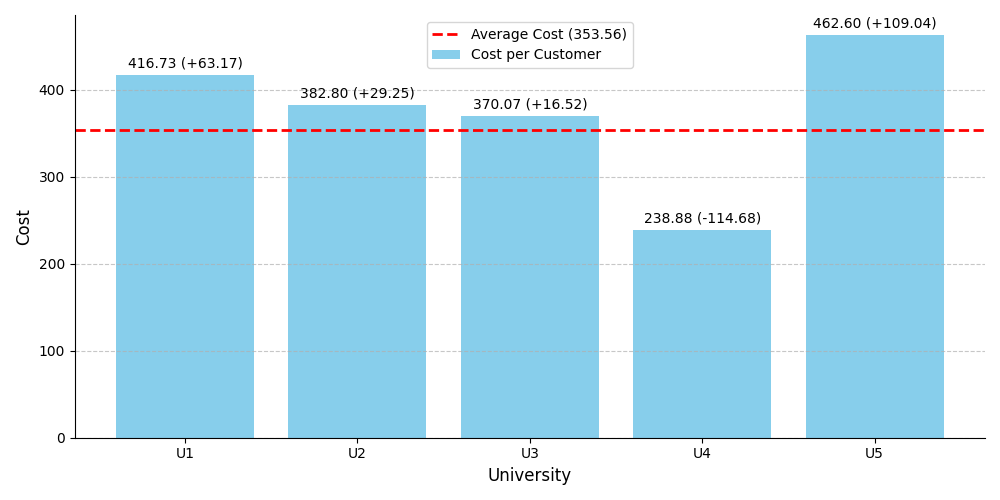 Average Cost (353.56)
Cost per Customer
416.73 (+63.17)
382.80 (+29.25)
370.07 (+16.52)
238.88 (-114.68)
462.60 (+109.04)
Cost
400
300
200
100
0
U1
U2
U3
U4
U5
University